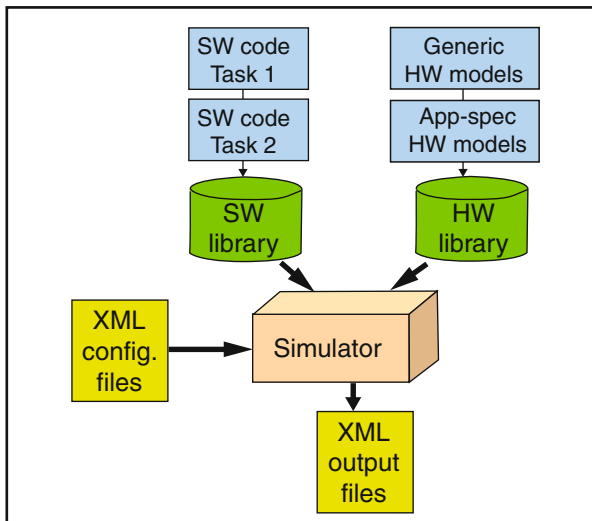 SW code
Task 1
Generic
HW models
SW code
Task 2
App-spec
HW models
SW
library
HW
library
XML
config.
files
Simulator
XML
output
files